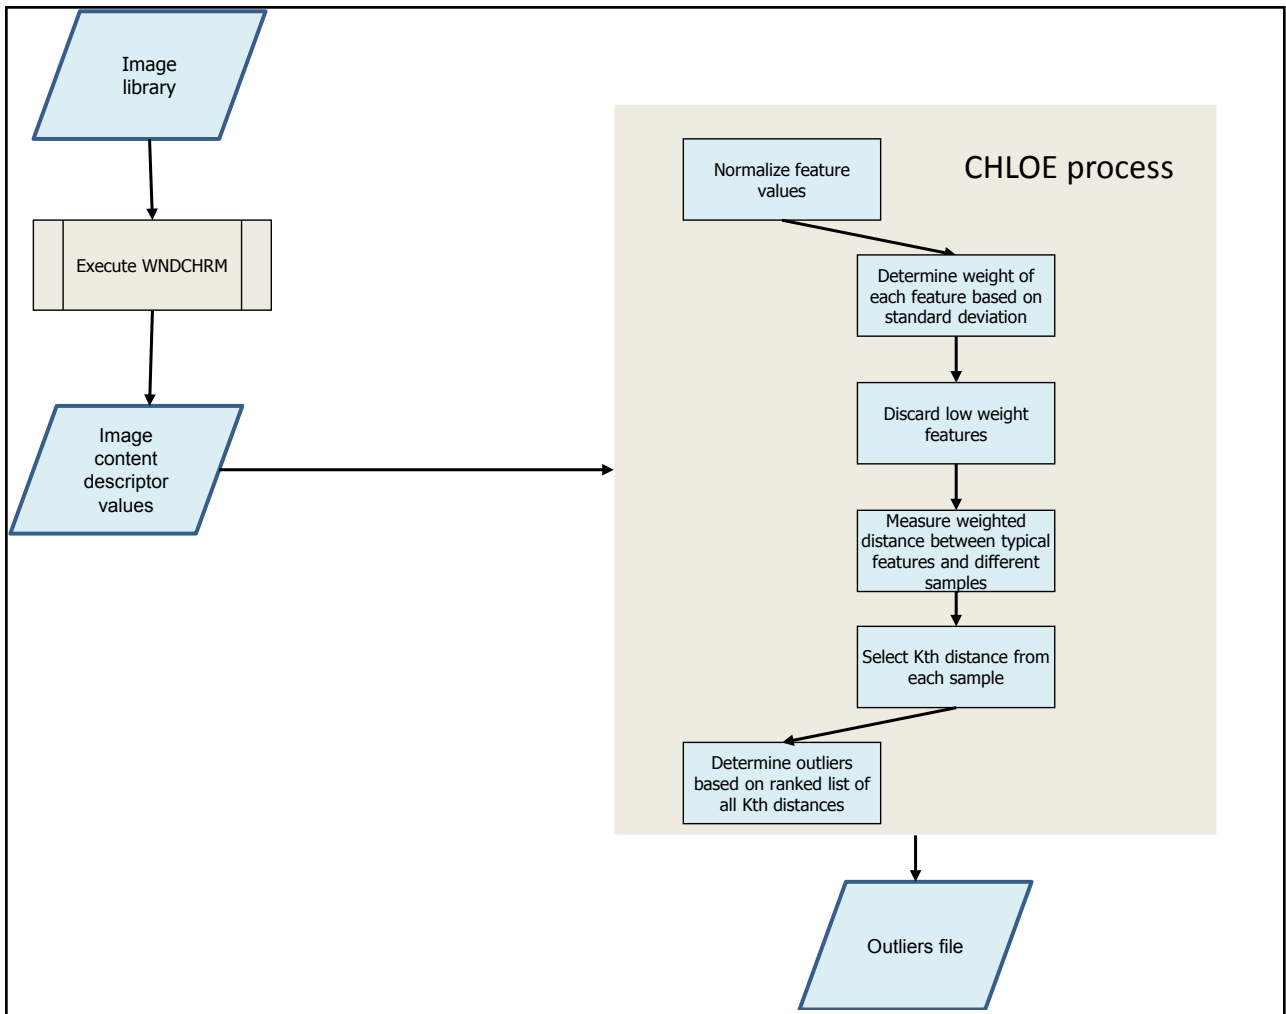 Image
library
Execute WNDCHRM
Image
content
descriptor
values
CHLOE process
Normalize feature
values
Determine weight of
each feature based on
standard deviation
Discard low weight
features
Measure weighted
distance between typical
features and different
samples
Select Kth distance from
each sample
Determine outliers
based on ranked list of
all Kth distances
Outliers file